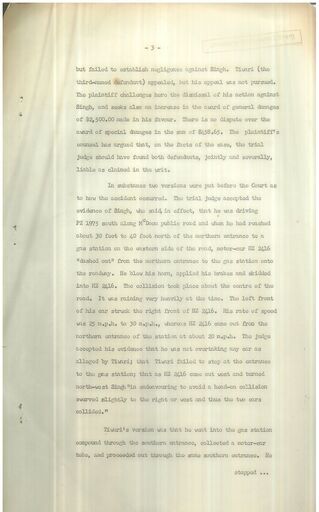 - 3 -
but failed to establish negligence against Singh. Tiwari (the
third-named defendant) appealed, but his appeal was not pursued.
The plaintiff challenges here the dismissal of his action against
Singh, and seeks also an increase in the award of general damages
of $2,500.00 made in his favour. There is no dispute over the
award of special damages in the sum of $458.65. The plaintiff's
counsel has argued that, on the facts of the case, the trial
judge should have found both defendants, jointly and severally,
liable as claimed in the writ.
In substance two versions were put before the Court as
to how the accident occurred. The trial judge accepted the
evidence of Singh, who said, in effect, that he was driving
PZ 1973 south along McDoom public road and when he had reached
about 30 feet to 40 feet north of the northern entrance to a
gas station on the western side of the road, motor-car HZ 2416
"dashed out" from the northern entrance to the gas station onto
the roadway. He blew his horn, applied his brakes and skidded
into HZ 2416. The collision took place about the centre of the
road. It was raining very heavily at the time. The left front
of his car struck the right front of HZ 2416. His rate of speed
was 25 m.p.h. to 30 m.p.h., whereas HZ 2416 came out from the
northern entrance of the station at about 30 m.p.h. The judge
accepted his evidence that he was not overtaking any car as
alleged by Tiwari; that Tiwari failed to stop at the entrance
to the gas station; that as HZ 2416 came out west and turned
north-west Singh "in endeavouring to avoid a head-on collision
swerved slightly to the right or west and thus the two cars
collided."
Tiwari's version was that he went into the gas station
compound through the southern entrance, collected a motor-car
tube, and proceeded out through the same southern entrance. He
stopped ...